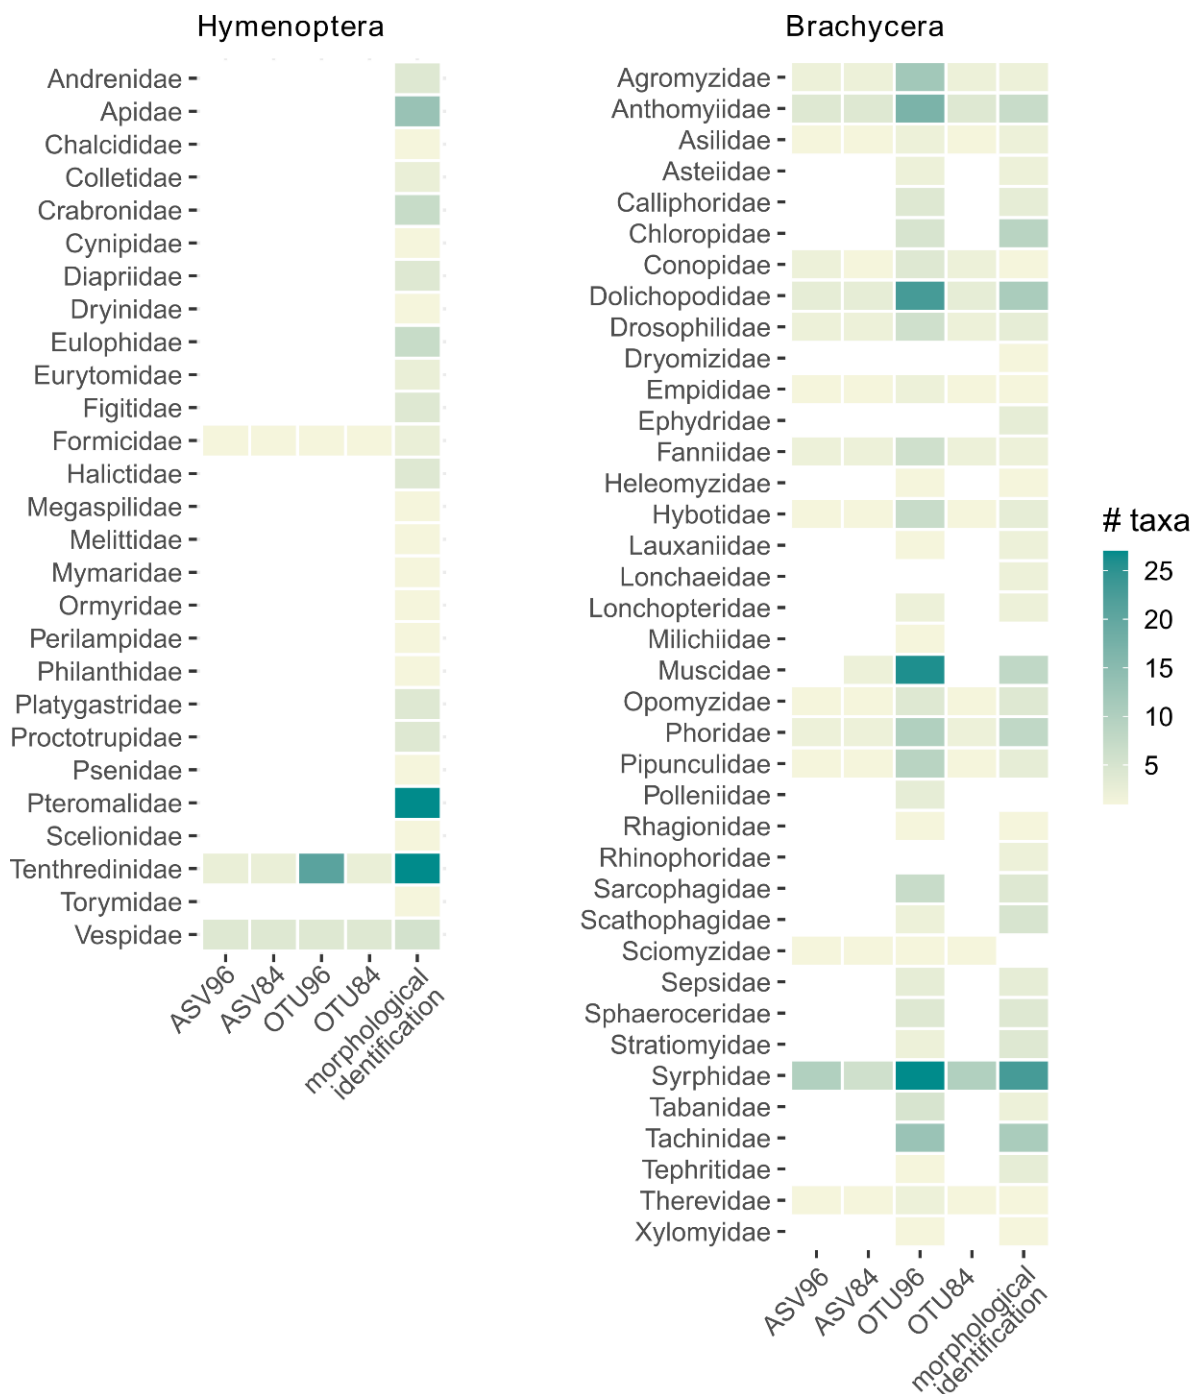 Hymenoptera
Andrenidae
Apidae
Chalcididae
Colletidae
Crabronidae
Cynipidae
Diapriidae
Dryinidae
Eulophidae
Eurytomidae
Figitidae
Formicidae
Halictidae
Megaspilidae
Melittidae
Mymaridae
Ormyridae
Perilampidae
Philanthidae
Platygastridae
Proctotrupidae
Psenidae
Pteromalidae
Scelionidae
Tenthredinidae
Torymidae
Vespidae
ASV96
ASV84
OTU96
OTU84
morphological
identification
Brachycera
Agromyzidae
Anthomyiidae
Asilidae
Asteiidae
Calliphoridae
Chloropidae
Conopidae
Dolichopodidae
Drosophilidae
Dryomizidae
Empididae
Ephydridae
Fanniidae
Heleomyzidae
Hybotidae
Lauxaniidae
Lonchaeidae
Lonchopteridae
Milichiidae
Muscidae
Opomyzidae
Phoridae
Pipunculidae
Polleniidae
Rhagionidae
Rhinophoridae
Sarcophagidae
Scathophagidae
Sciomyzidae
Sepsidae
Sphaeroceridae
Stratiomyidae
Syrphidae
Tabanidae
Tachinidae
Tephritidae
Therevidae
Xylomyidae
ASV96
ASV84
OTU96
OTU84
morphological
identification
# taxa
25
20
15
10
5